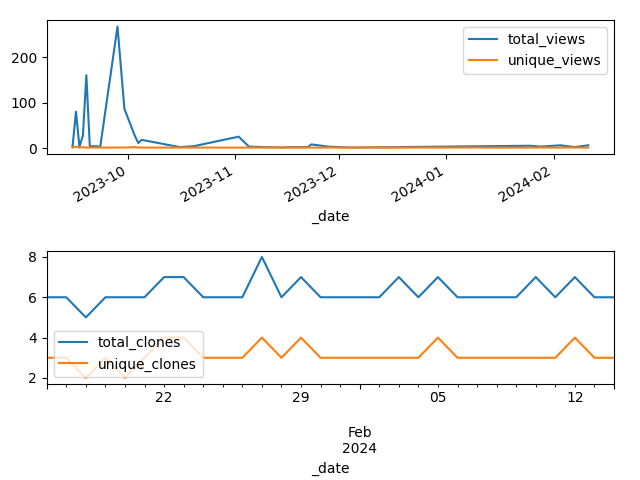 200
100
0
total_views
unique_views
2023-10
2023-11
2023-12
2024-01
2024-02
_date
8
6
4
2
total_clones
unique_clones
22
29
05
12
Feb
2024
_date